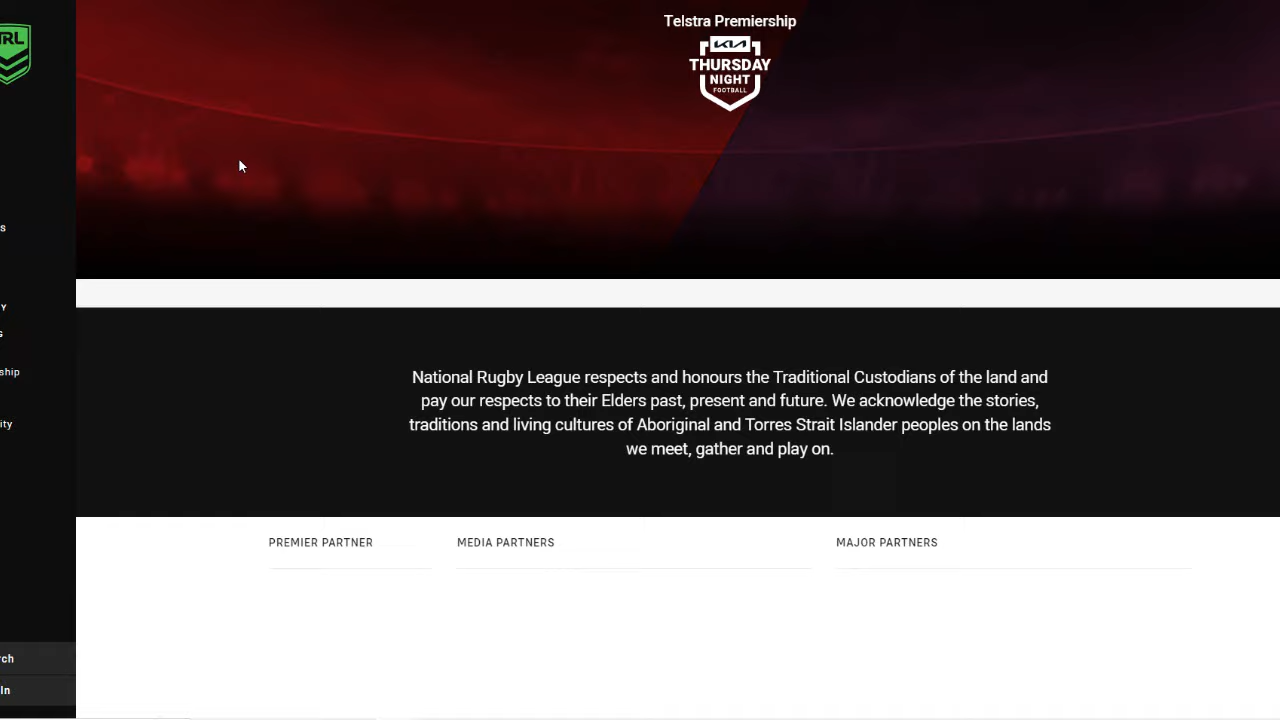 Telstra Premiership
KIA
THURSDAY
NIGHT
FOOTBALL
National Rugby League respects and honours the Traditional Custodians of the land and
pay our respects to their Elders past, present and future. We acknowledge the stories,
traditions and living cultures of Aboriginal and Torres Strait Islander peoples on the lands
we meet, gather and play on.
PREMIER PARTNER
MEDIA PARTNERS
MAJOR PARTNERS